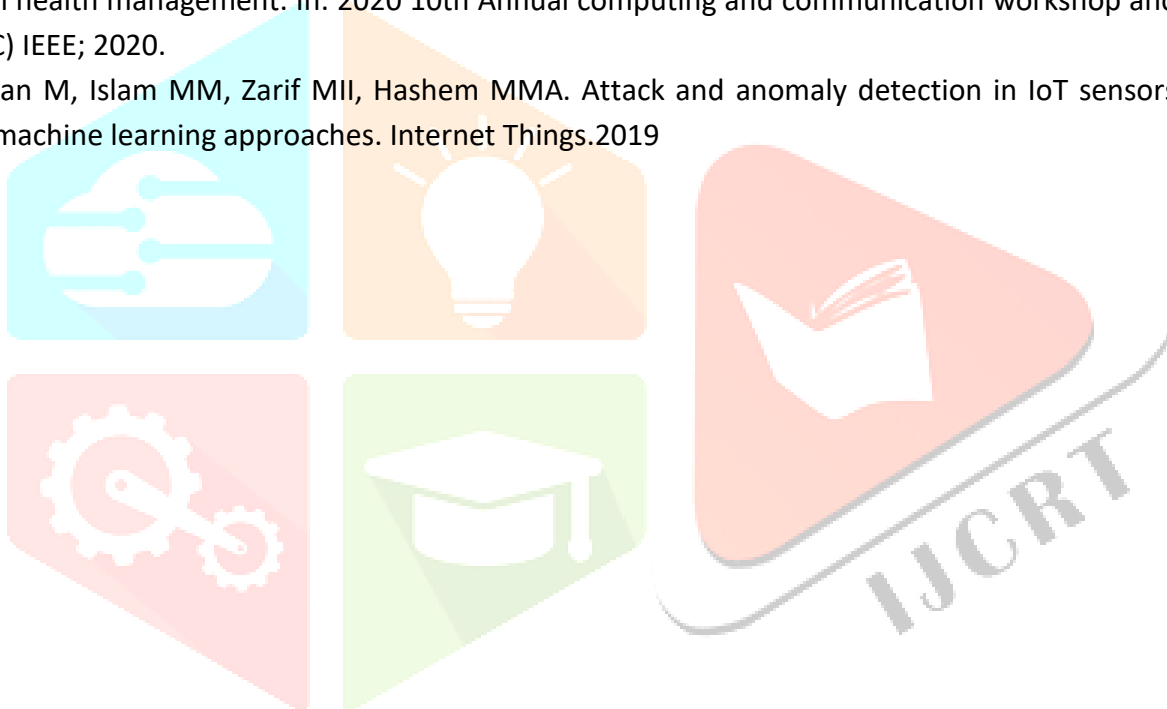 health management. In: 2020 10th Annual computing and communication workshop and
C) IEEE; 2020.
an M, Islam MM, Zarif MII, Hashem MMA. Attack and anomaly detection in IoT sensors
machine learning approaches. Internet Things.2019
IJCRT